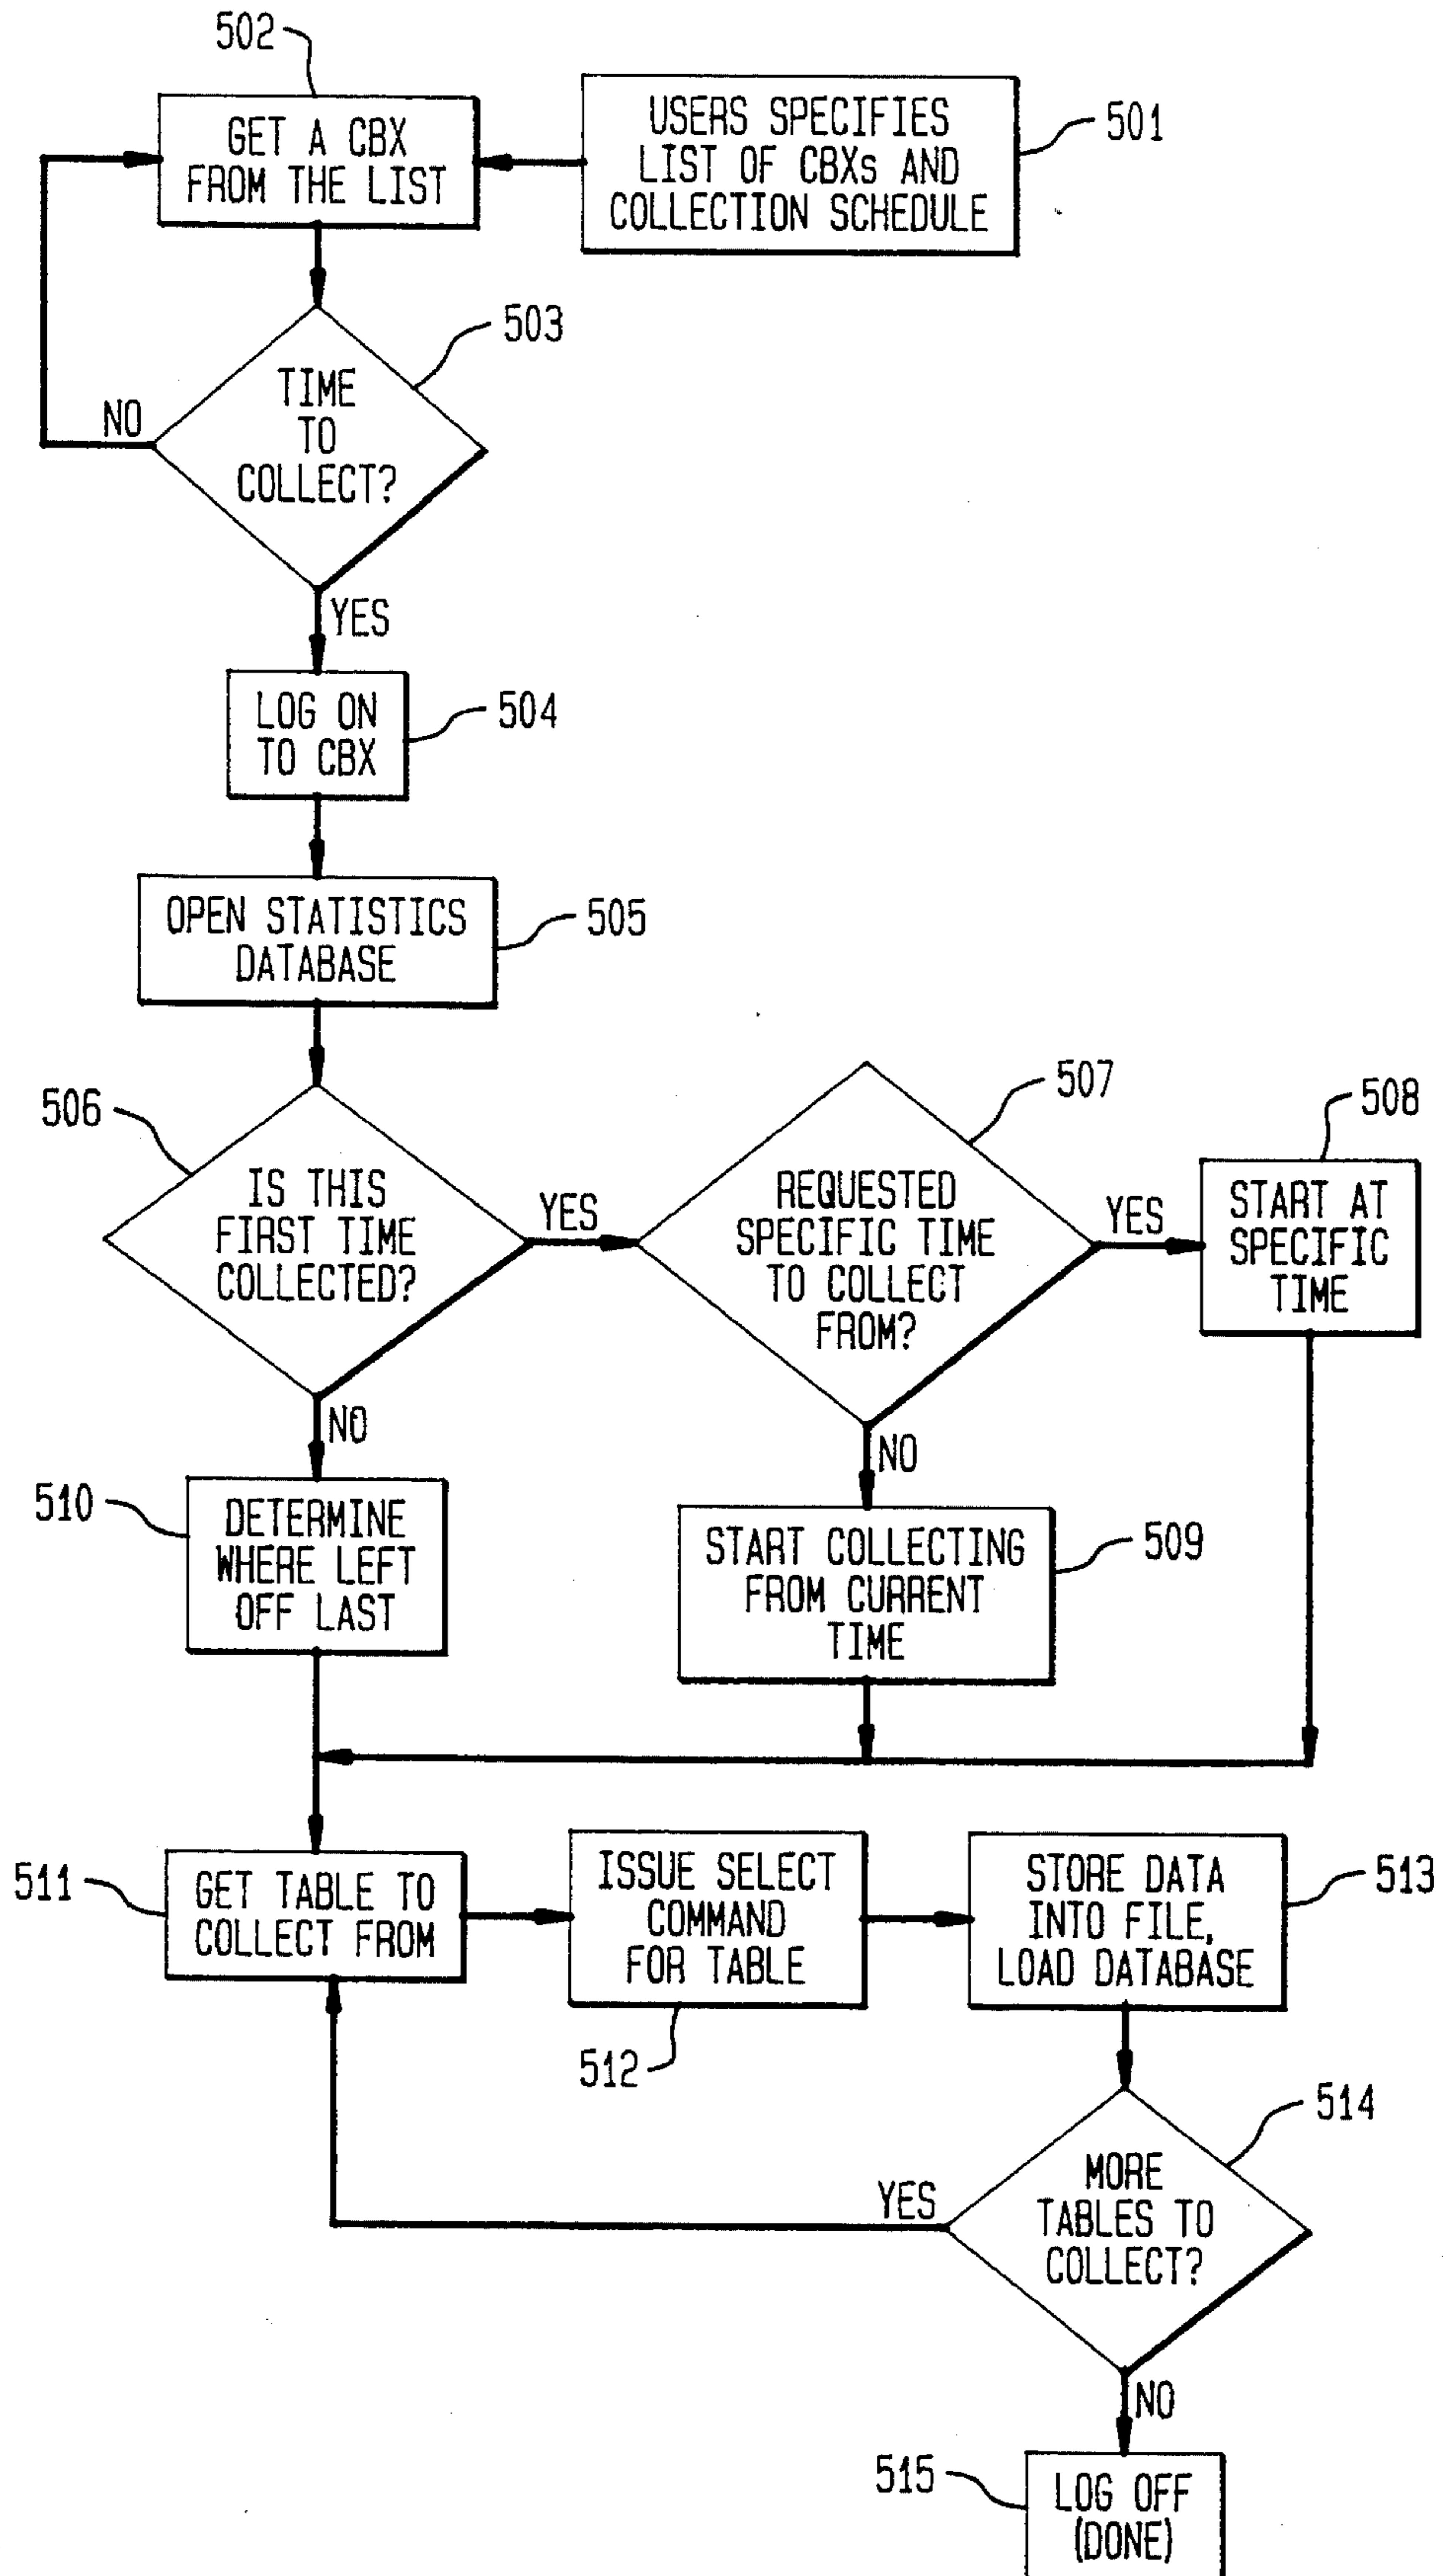 502
GET A CBX
FROM THE LIST
USERS SPECIFIES
LIST OF CBXs AND
COLLECTION SCHEDULE
501
503
TIME
TO
COLLECT?
NO
YES
LOG ON
TO CBX
504
OPEN STATISTICS
DATABASE
505
506
IS THIS
FIRST TIME
COLLECTED?
YES
507
REQUESTED
SPECIFIC TIME
TO COLLECT
FROM?
YES
508
START AT
SPECIFIC
TIME
NO
NO
510
DETERMINE
WHERE LEFT
OFF LAST
START COLLECTING
FROM CURRENT
TIME
509
511
GET TABLE TO
COLLECT FROM
ISSUE SELECT
COMMAND
FOR TABLE
512
STORE DATA
INTO FILE,
LOAD DATABASE
513
514
MORE
TABLES TO
COLLECT?
YES
NO
515
LOG OFF
(DONE)